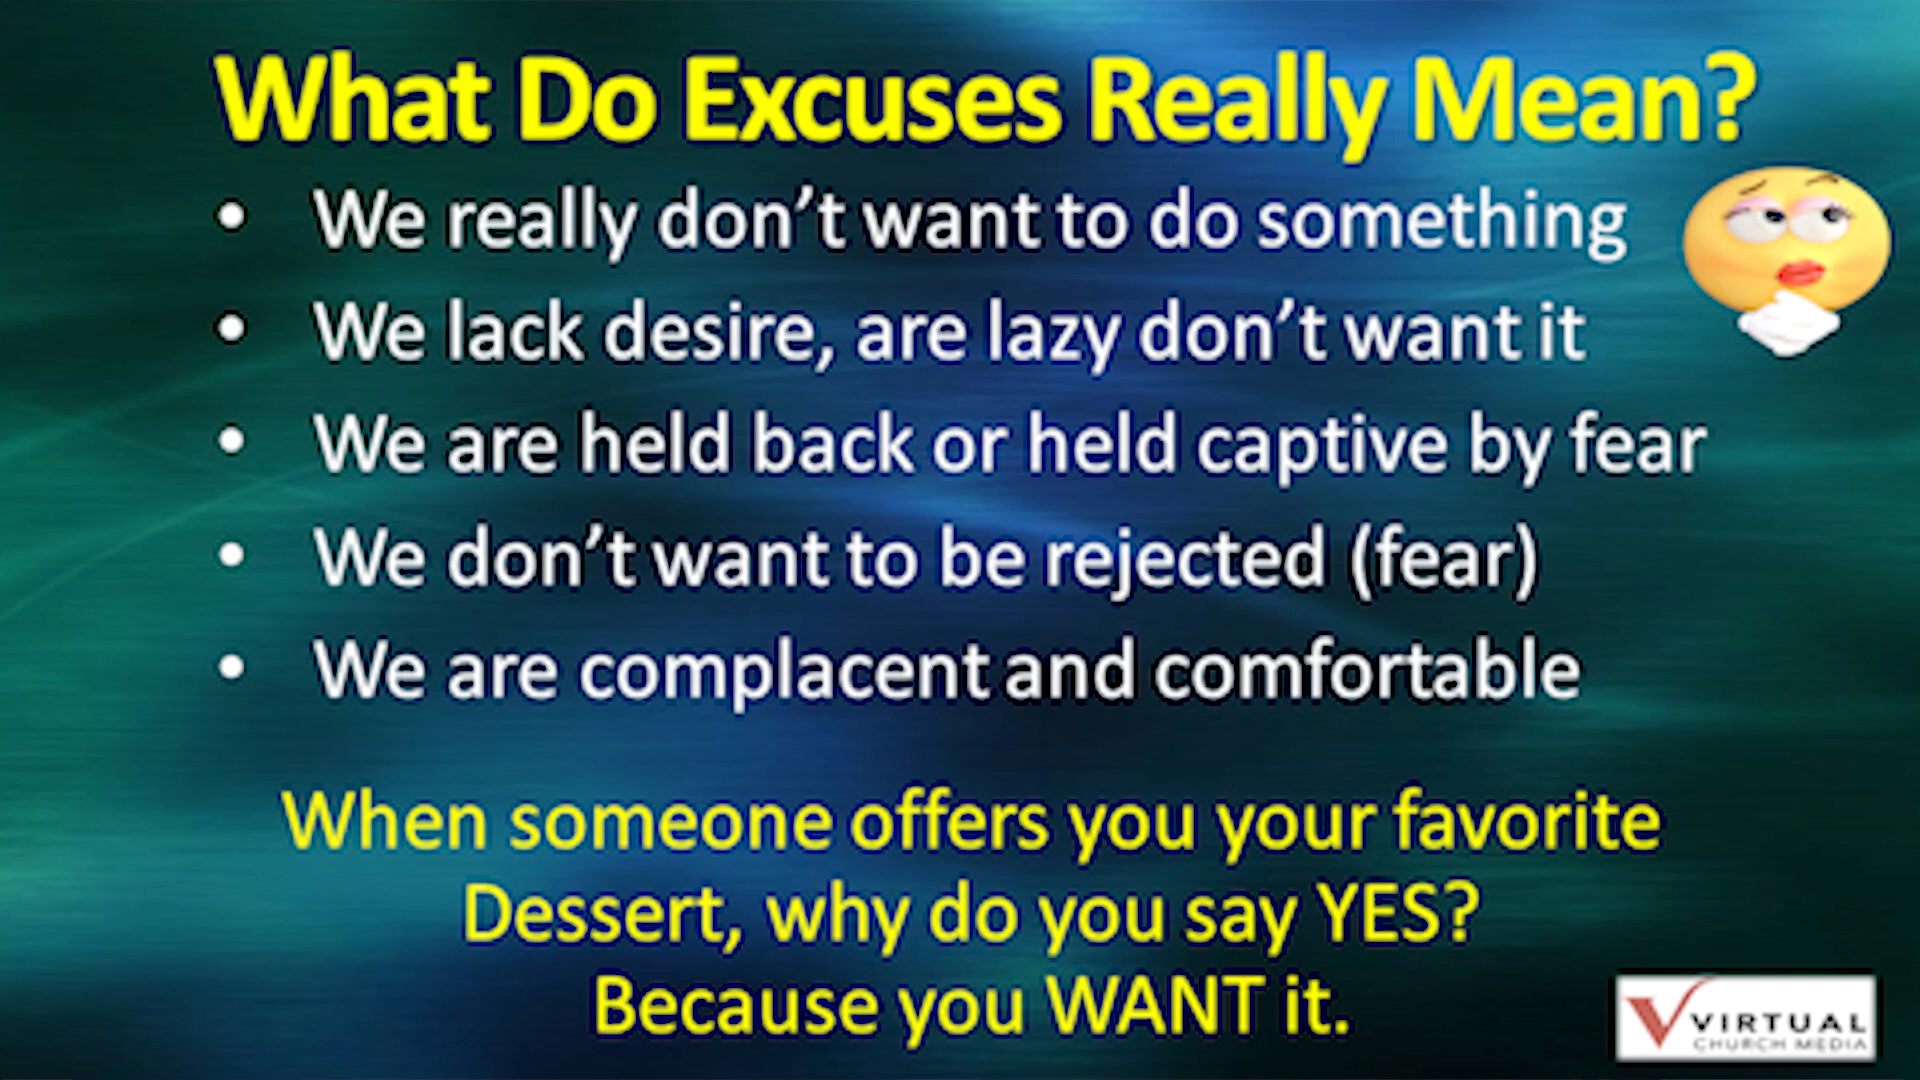 What Do Excuses Really Mean?
• We really don’t want to do something
• We lack desire, are lazy don’t want it
• We are held back or held captive by fear
• We don’t want to be rejected (fear)
• We are complacent and comfortable
When someone offers you your favorite
Dessert, why do you say YES?
Because you WANT it.
VIRTUAL
CHURCH MEDIA